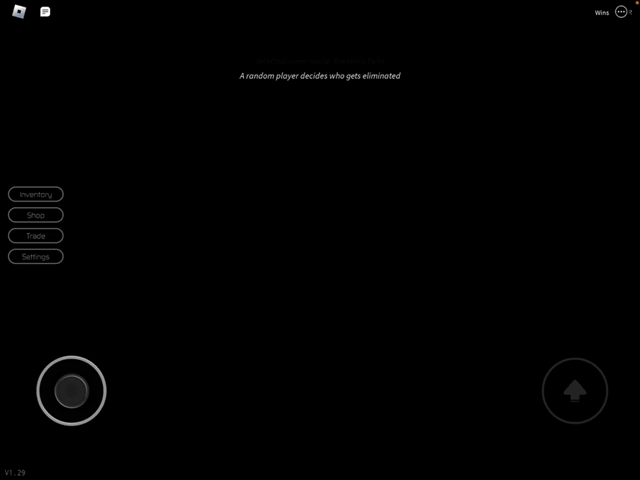 Wins
A random player decides who gets eliminated
Inventory
Shop
Trade
Settings
V1.29